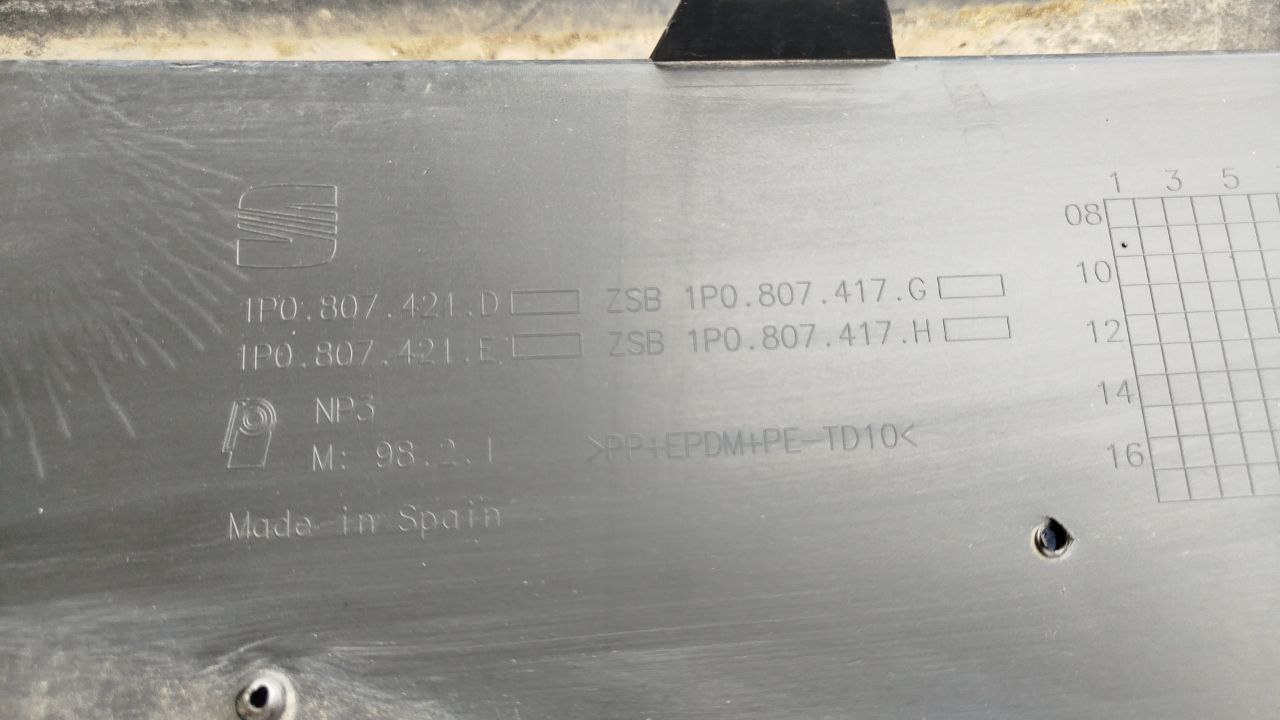 1P0.807.421.D ZSB 1P0.807.417.G
1P0.807.421.E ZSB 1P0.807.417.H
NP3
M: 98.2.1
>PP+EPDM+PE-TD10<
Made in Spain
1 3 5
08
10
12
14
16